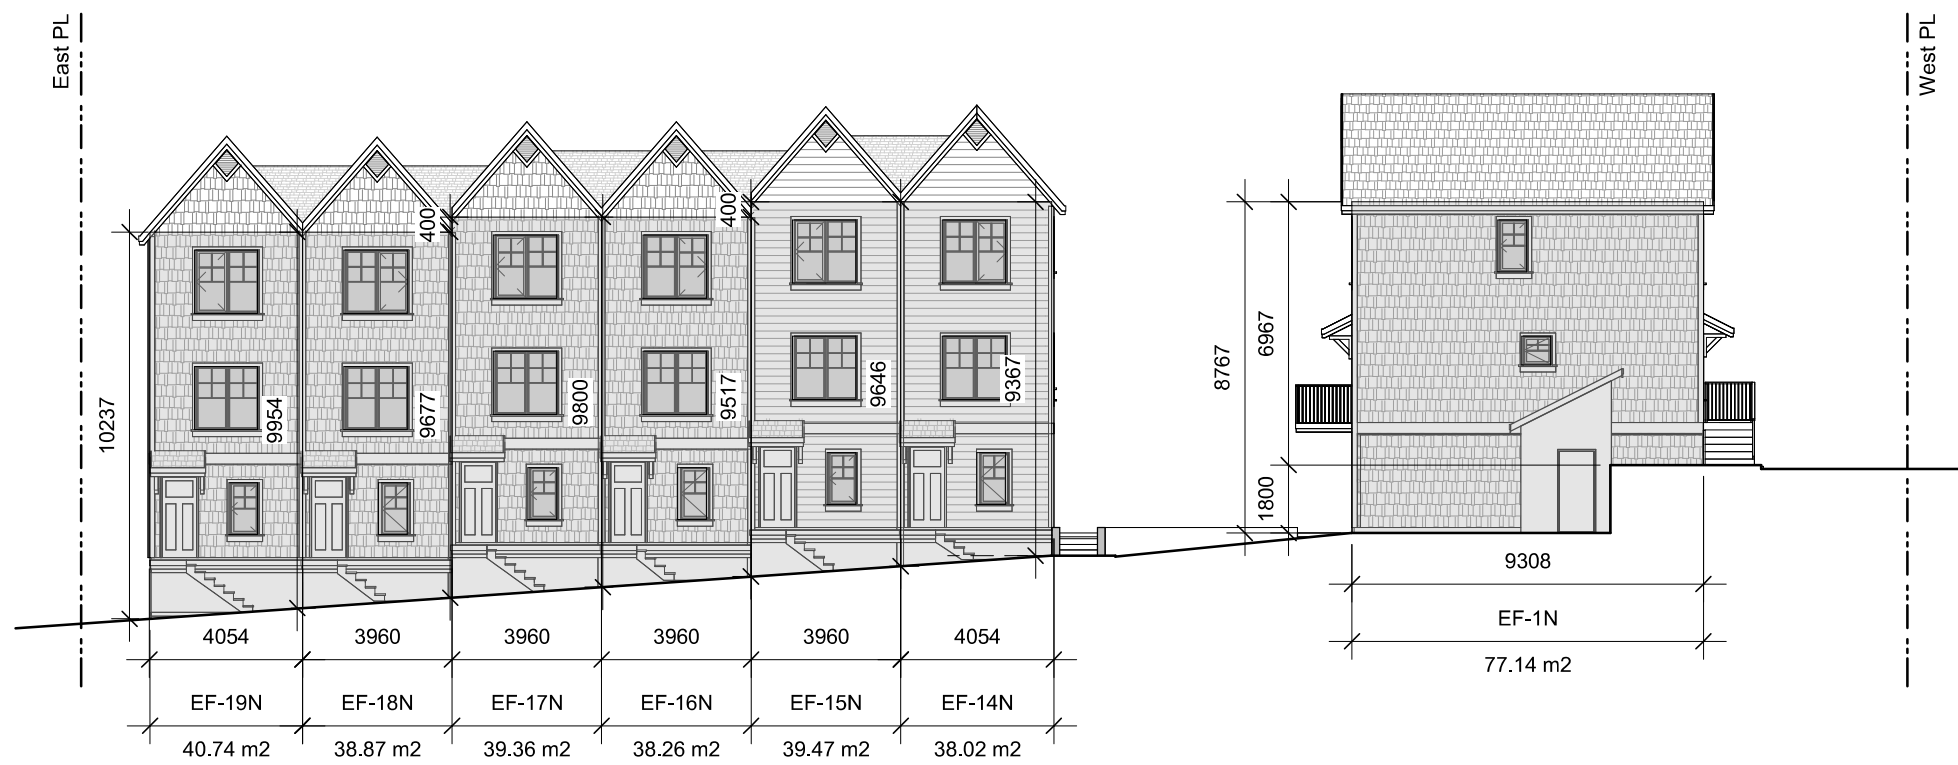 East PL
West PL
400
400
10237
9954
9677
9800
9517
9646
9367
8767
6967
1800
4054
3960
3960
3960
3960
4054
9308
EF-19N
EF-18N
EF-17N
EF-16N
EF-15N
EF-14N
EF-1N
40.74 m2
38.87 m2
39.36 m2
38.26 m2
39.47 m2
38.02 m2
77.14 m2